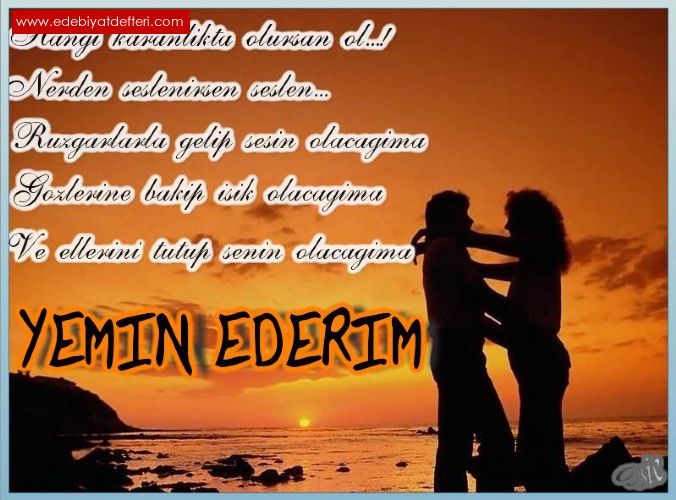 www.edebiyatdefteri.com
Hangi karanlikta olursan ol...!
Nerden seslenirsen seslen...
Ruzgarlarla gelip sesin olacagima
Gozlerine bakip isik olacagima
Ve ellerini tutup senin olacagima
YEMIN EDERIM